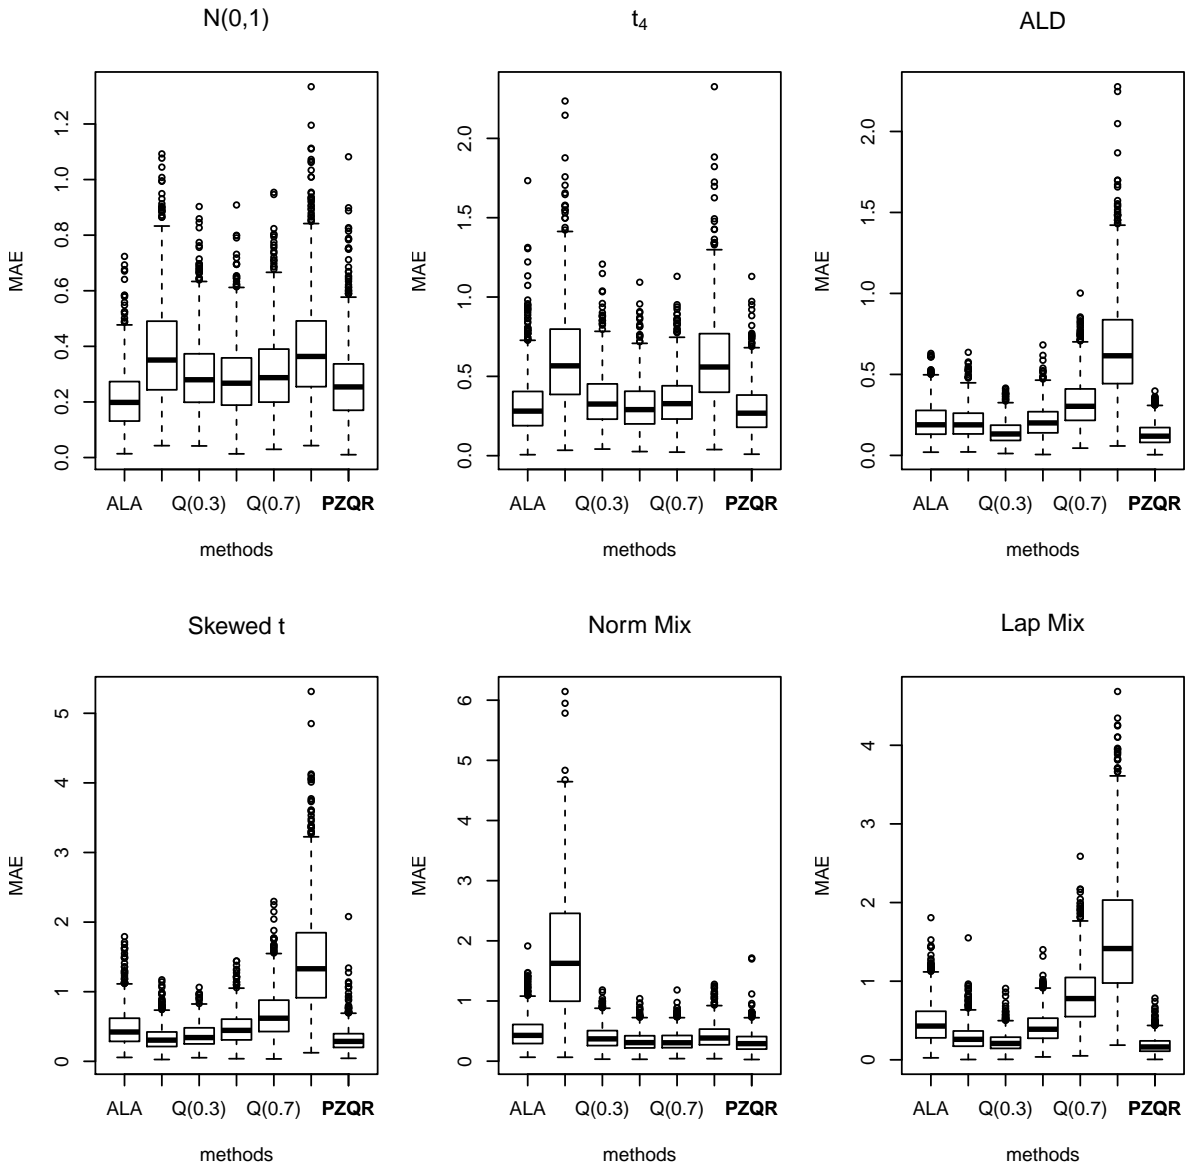 N(0,1)
MAE
0.0 0.2 0.4 0.6 0.8 1.0 1.2
ALA Q(0.3) Q(0.7) PZQR
methods
t4
MAE
0.0 0.5 1.0 1.5 2.0
ALA Q(0.3) Q(0.7) PZQR
methods
ALD
MAE
0.0 0.5 1.0 1.5 2.0
ALA Q(0.3) Q(0.7) PZQR
methods
Skewed t
MAE
0 1 2 3 4 5
ALA Q(0.3) Q(0.7) PZQR
methods
Norm Mix
MAE
0 1 2 3 4 5 6
ALA Q(0.3) Q(0.7) PZQR
methods
Lap Mix
MAE
0 1 2 3 4
ALA Q(0.3) Q(0.7) PZQR
methods